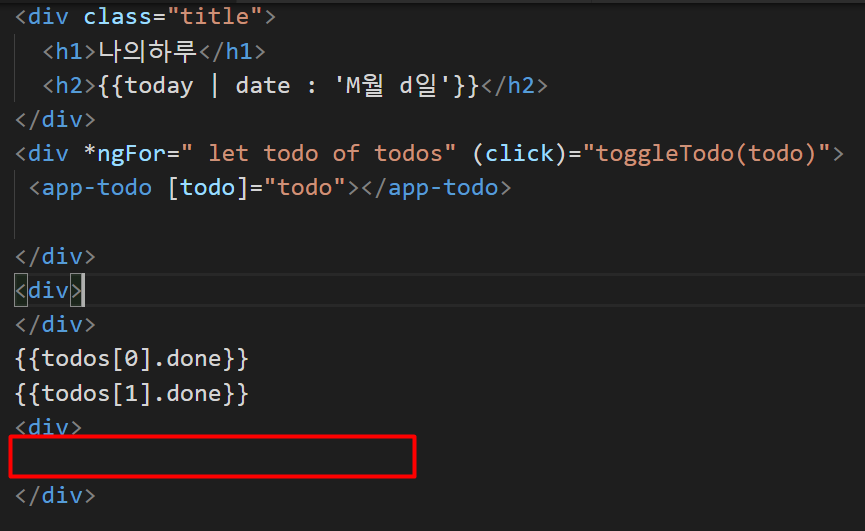 <div class="title">
<h1>나의하루</h1>
<h2>{{today | date : 'M월 d일'}}</h2>
</div>
<div *ngFor=" let todo of todos" (click)="toggleTodo(todo)">
<app-todo [todo]="todo"></app-todo>
</div>
<div>
</div>
{{todos[0].done}}
{{todos[1].done}}
<div>
</div>